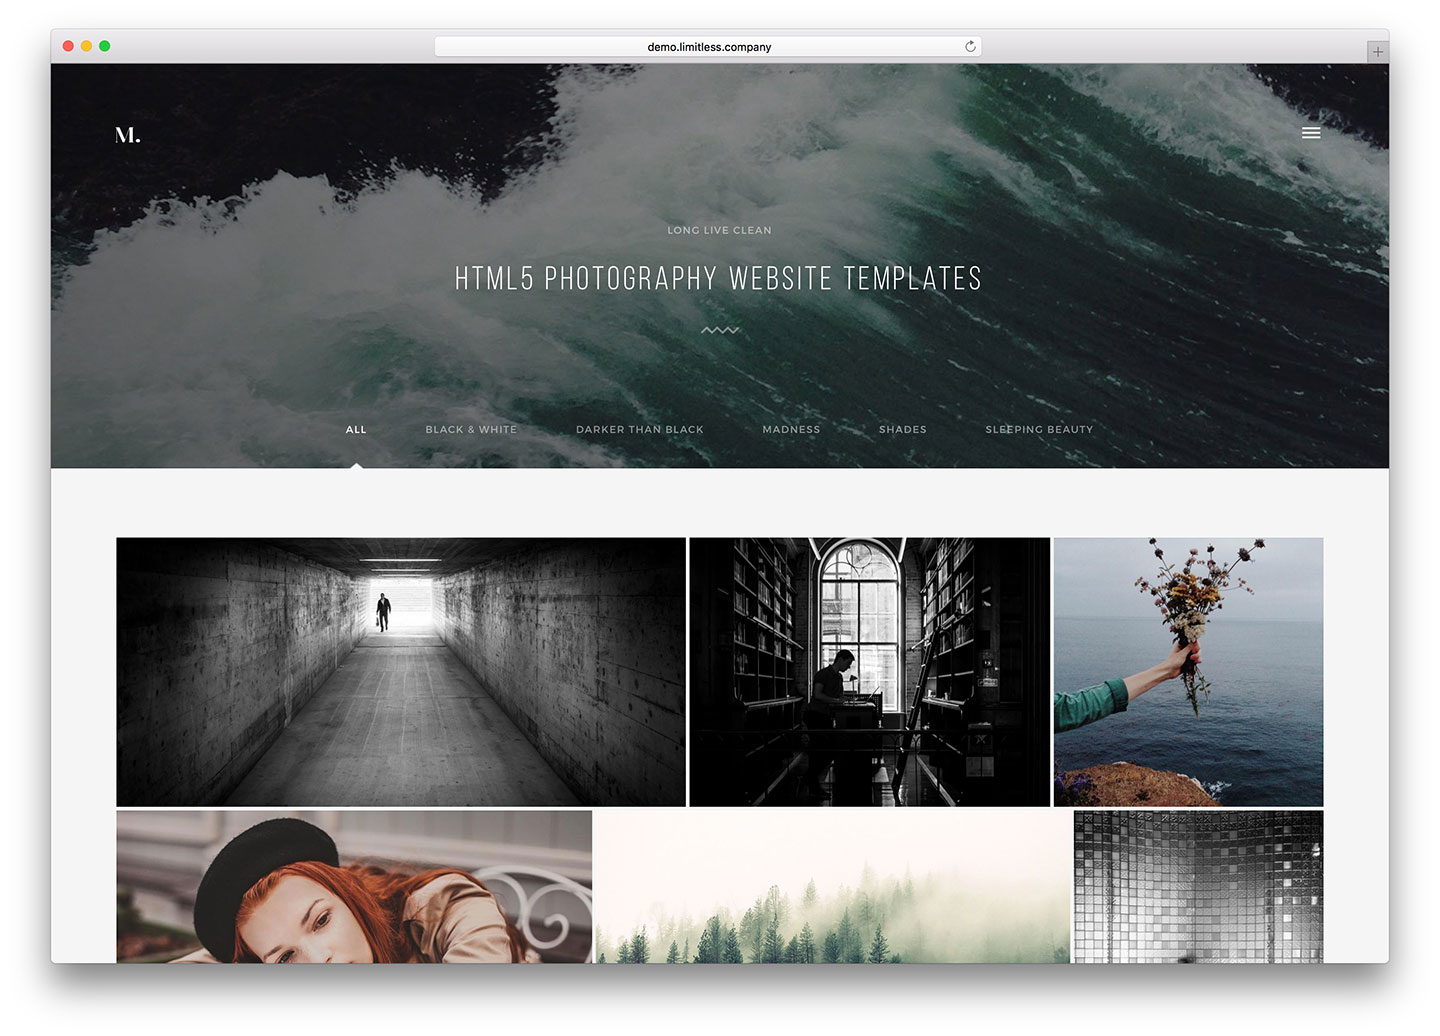 demo.limitless.company
M.
LONG LIVE CLEAN
HTML5 PHOTOGRAPHY WEBSITE TEMPLATES
ALL BLACK & WHITE DARKER THAN BLACK MADNESS SHADES SLEEPING BEAUTY